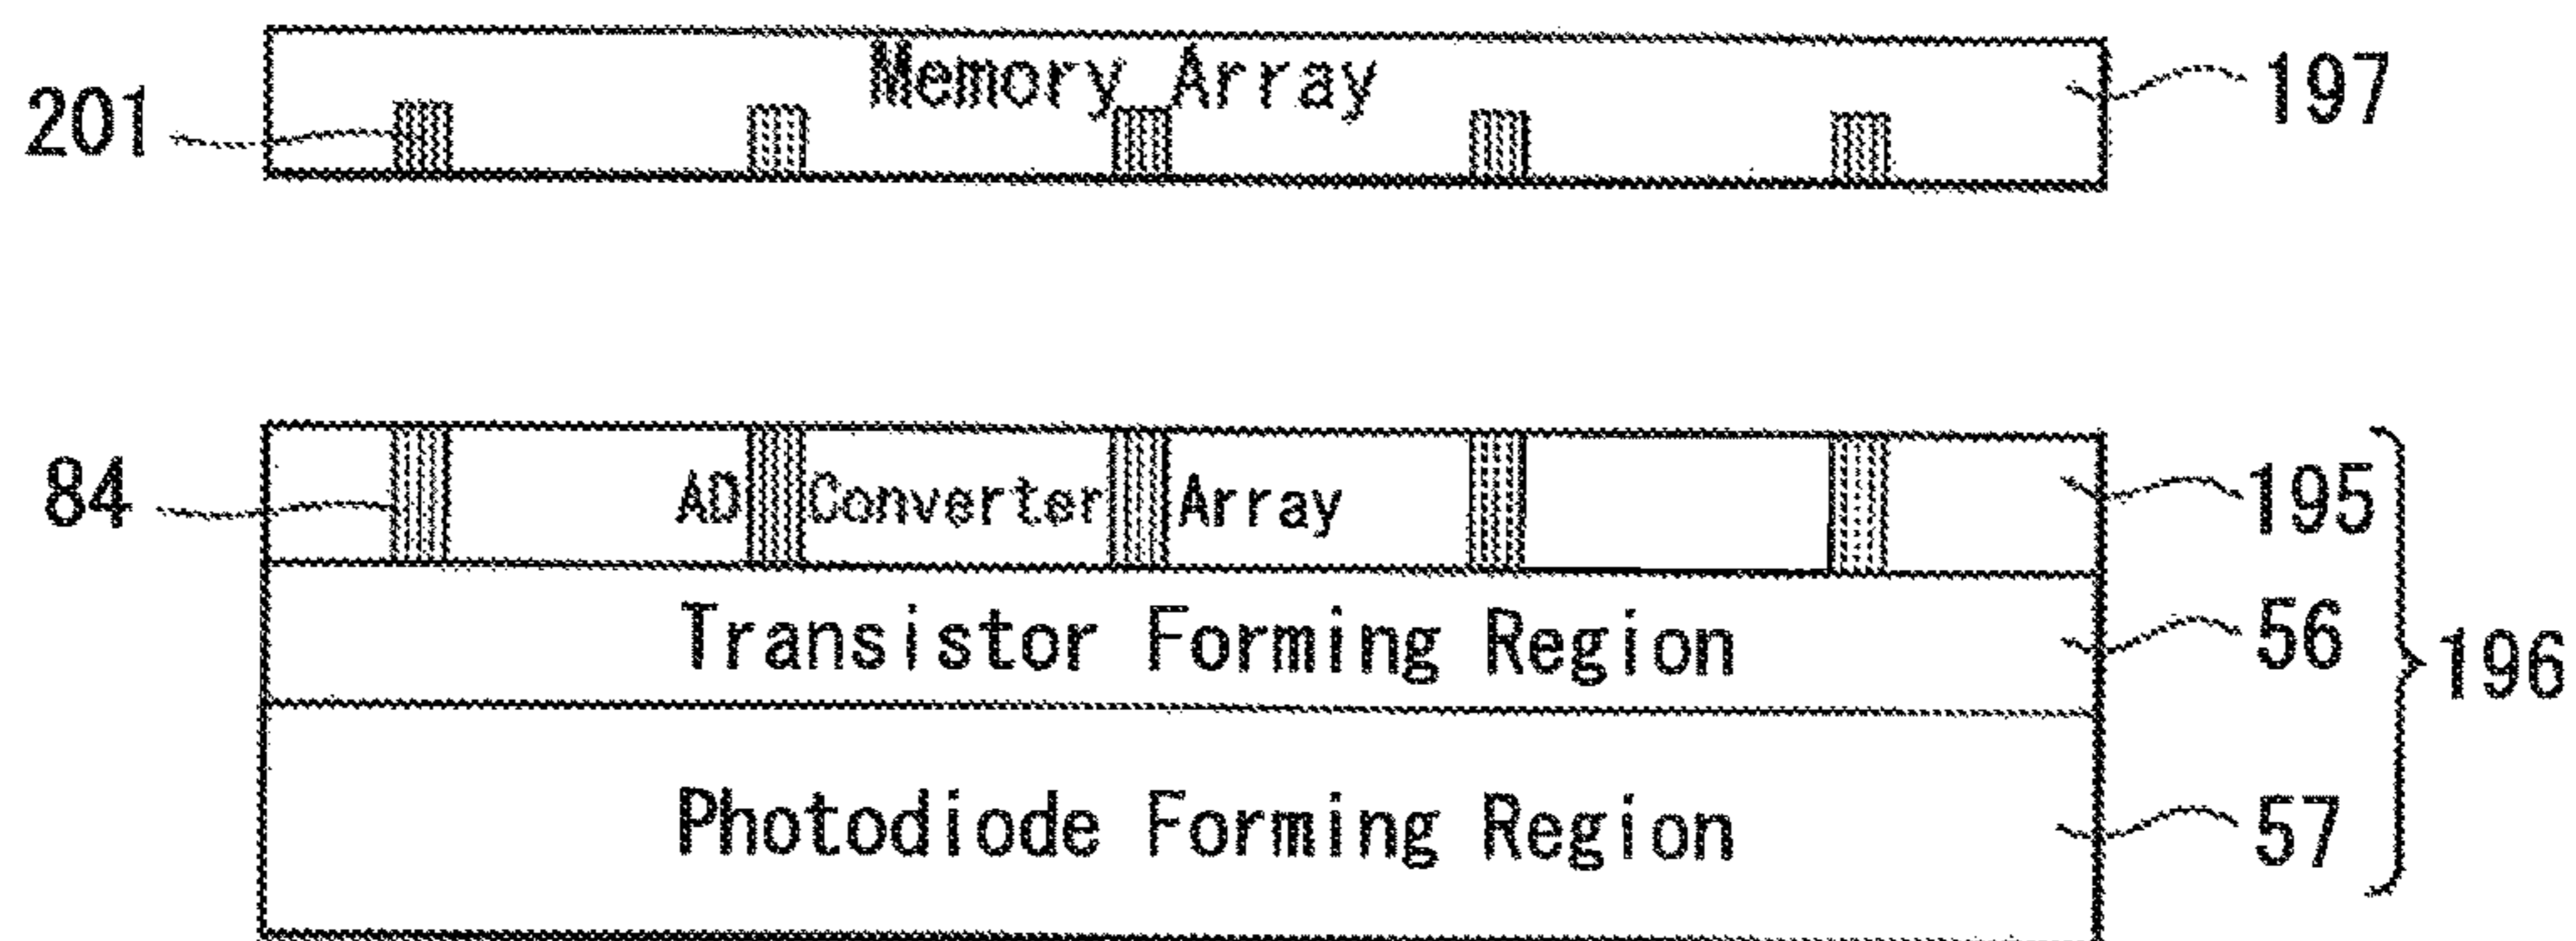 Memory Array
197
201
84
AD Converter Array
195
Transistor Forming Region
56
196
Photodiode Forming Region
57